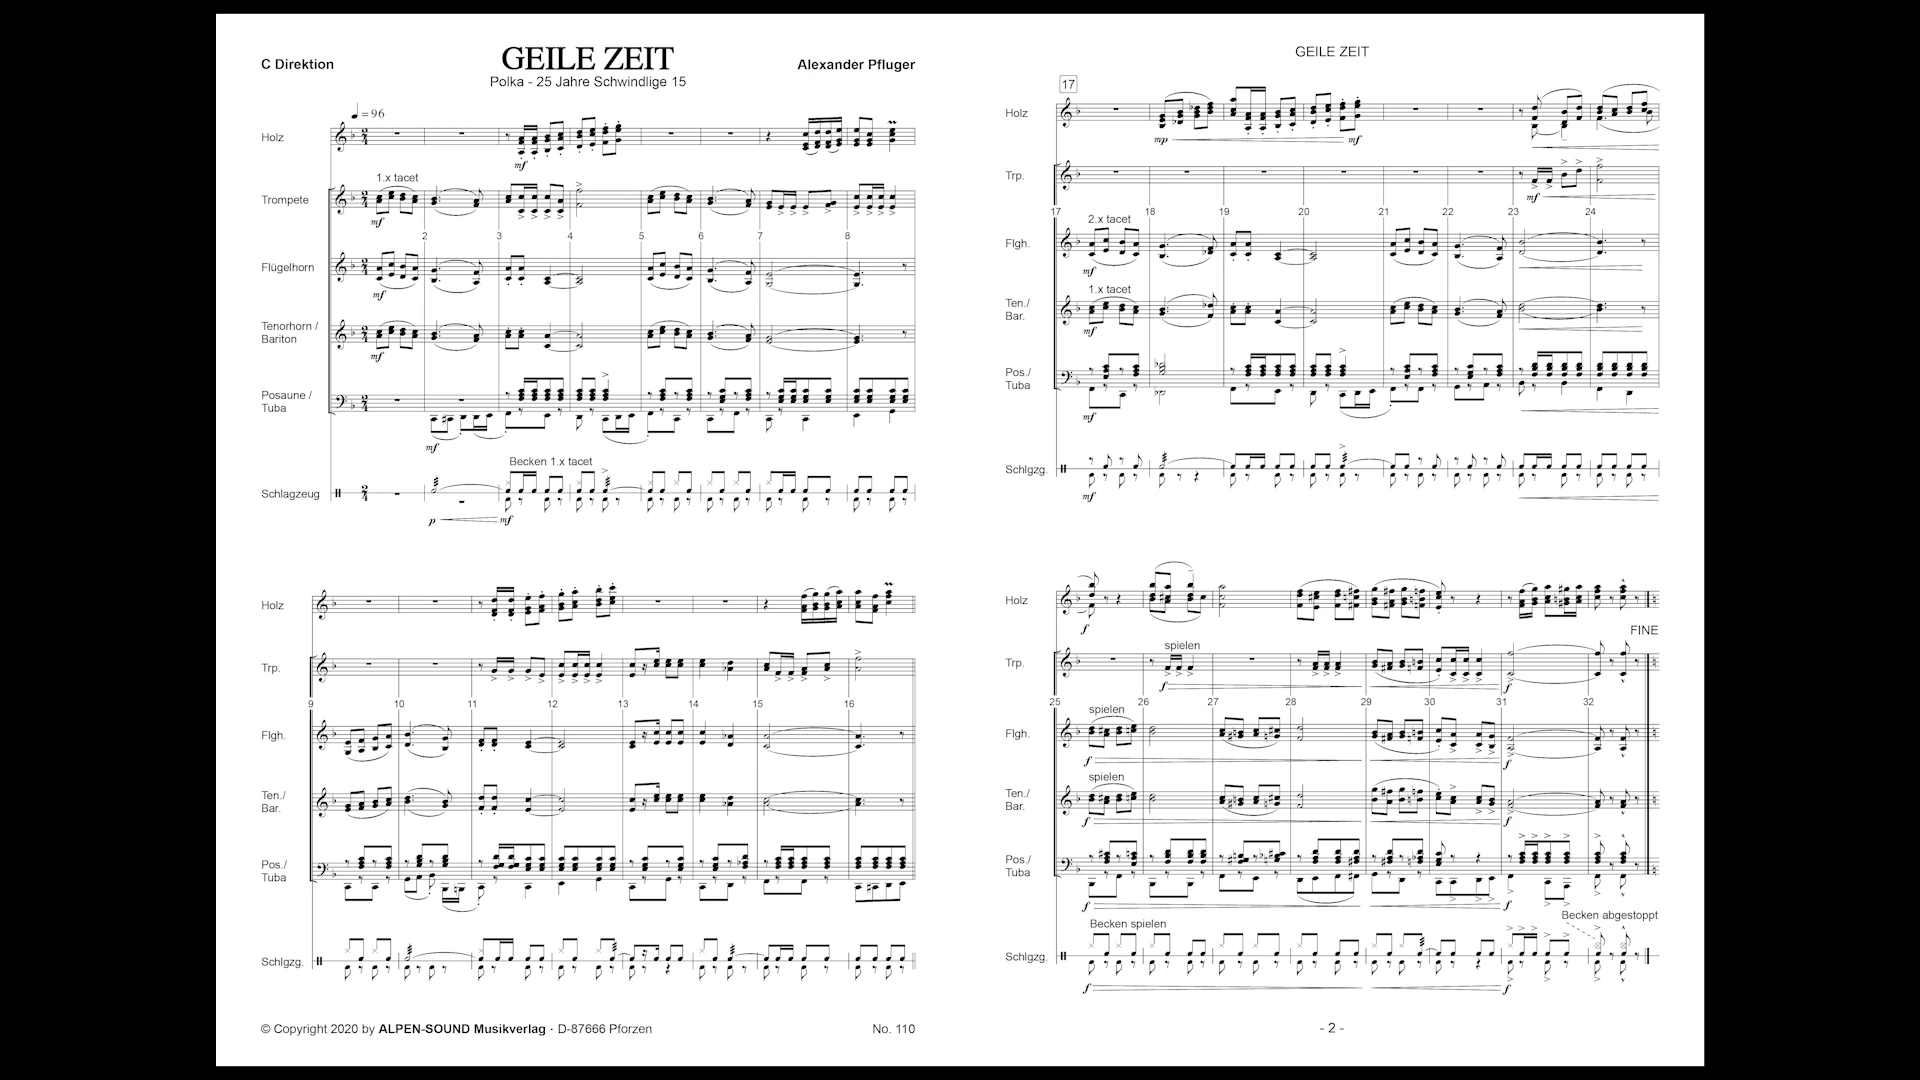 C Direktion
GEILE ZEIT
Polka - 25 Jahre Schwindlige 15
Alexander Pfluger
= 96
Holz
mf
1.x tacet
Trompete
mf
2 3 4 5 6 7 8
Flügelhorn
mf
Tenorhorn /
Bariton
mf
Posaune /
Tuba
mf
Becken 1.x tacet
Schlagzeug
p mf
Holz
Trp.
9 10 11 12 13 14 15 16
Flgh.
Ten./
Bar.
Pos./
Tuba
Schlgzg.
© Copyright 2020 by ALPEN-SOUND Musikverlag · D-87666 Pforzen
No. 110
GEILE ZEIT
17
Holz
mp mf
Trp.
mf
17 18 19 20 21 22 23 24
2.x tacet
Flgh.
mf
1.x tacet
Ten./
Bar.
mf
Pos./
Tuba
mf
Schlgzg.
mf
Holz
f
FINE
spielen
Trp.
f f
25 26 27 28 29 30 31 32
spielen
Flgh.
f f
spielen
Ten./
Bar.
f f
Pos./
Tuba
f f
Becken abgestoppt
Becken spielen
Schlgzg.
f f
- 2 -